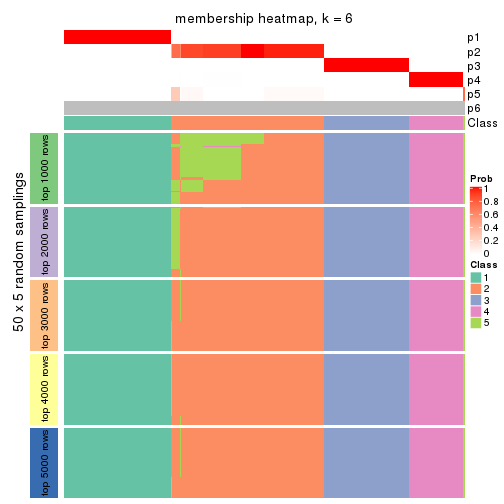 membership heatmap, k = 6
p1
p2
p3
p4
p5
p6
Class
50 x 5 random samplings
top 1000 rows
top 2000 rows
top 3000 rows
top 4000 rows
top 5000 rows
Prob
1
0.8
0.6
0.4
0.2
0
Class
1
2
3
4
5